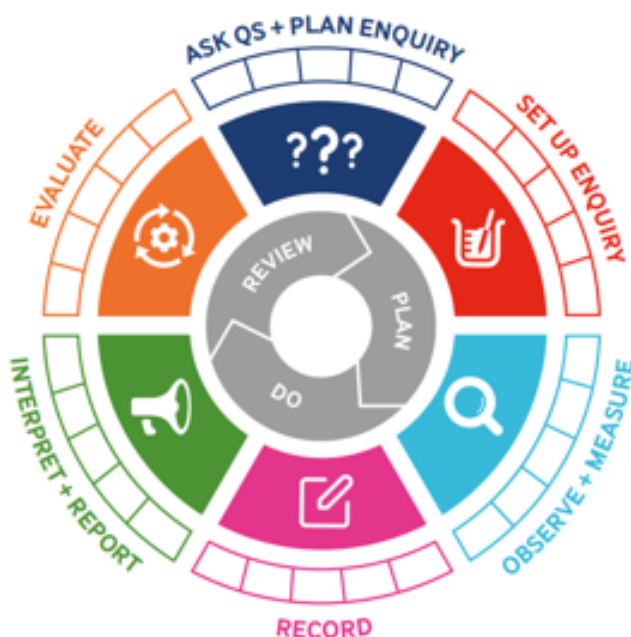 ASK QS + PLAN ENQUIRY
SET UP ENQUIRY
OBSERVE + MEASURE
RECORD
INTERPRET + REPORT
EVALUATE
???
REVIEW
PLAN
DO